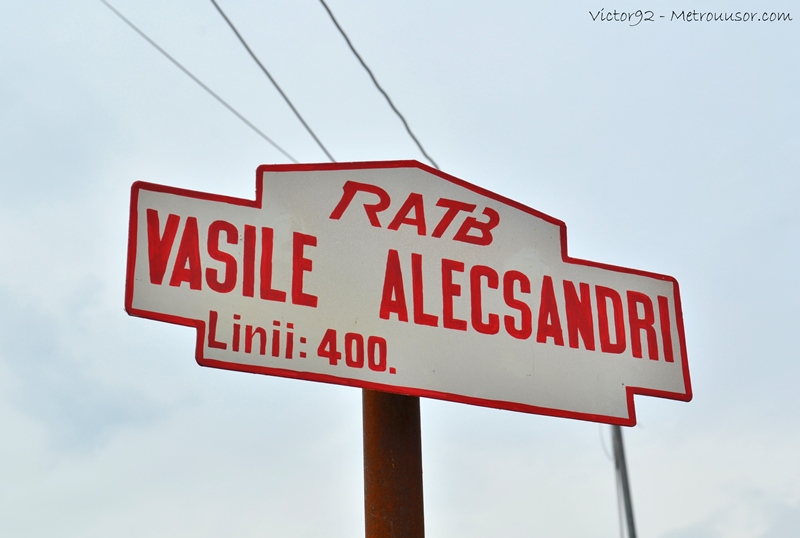 Victor92 - Metrouusor.com
RATB
VASILE ALECSANDRI
Linii: 400.